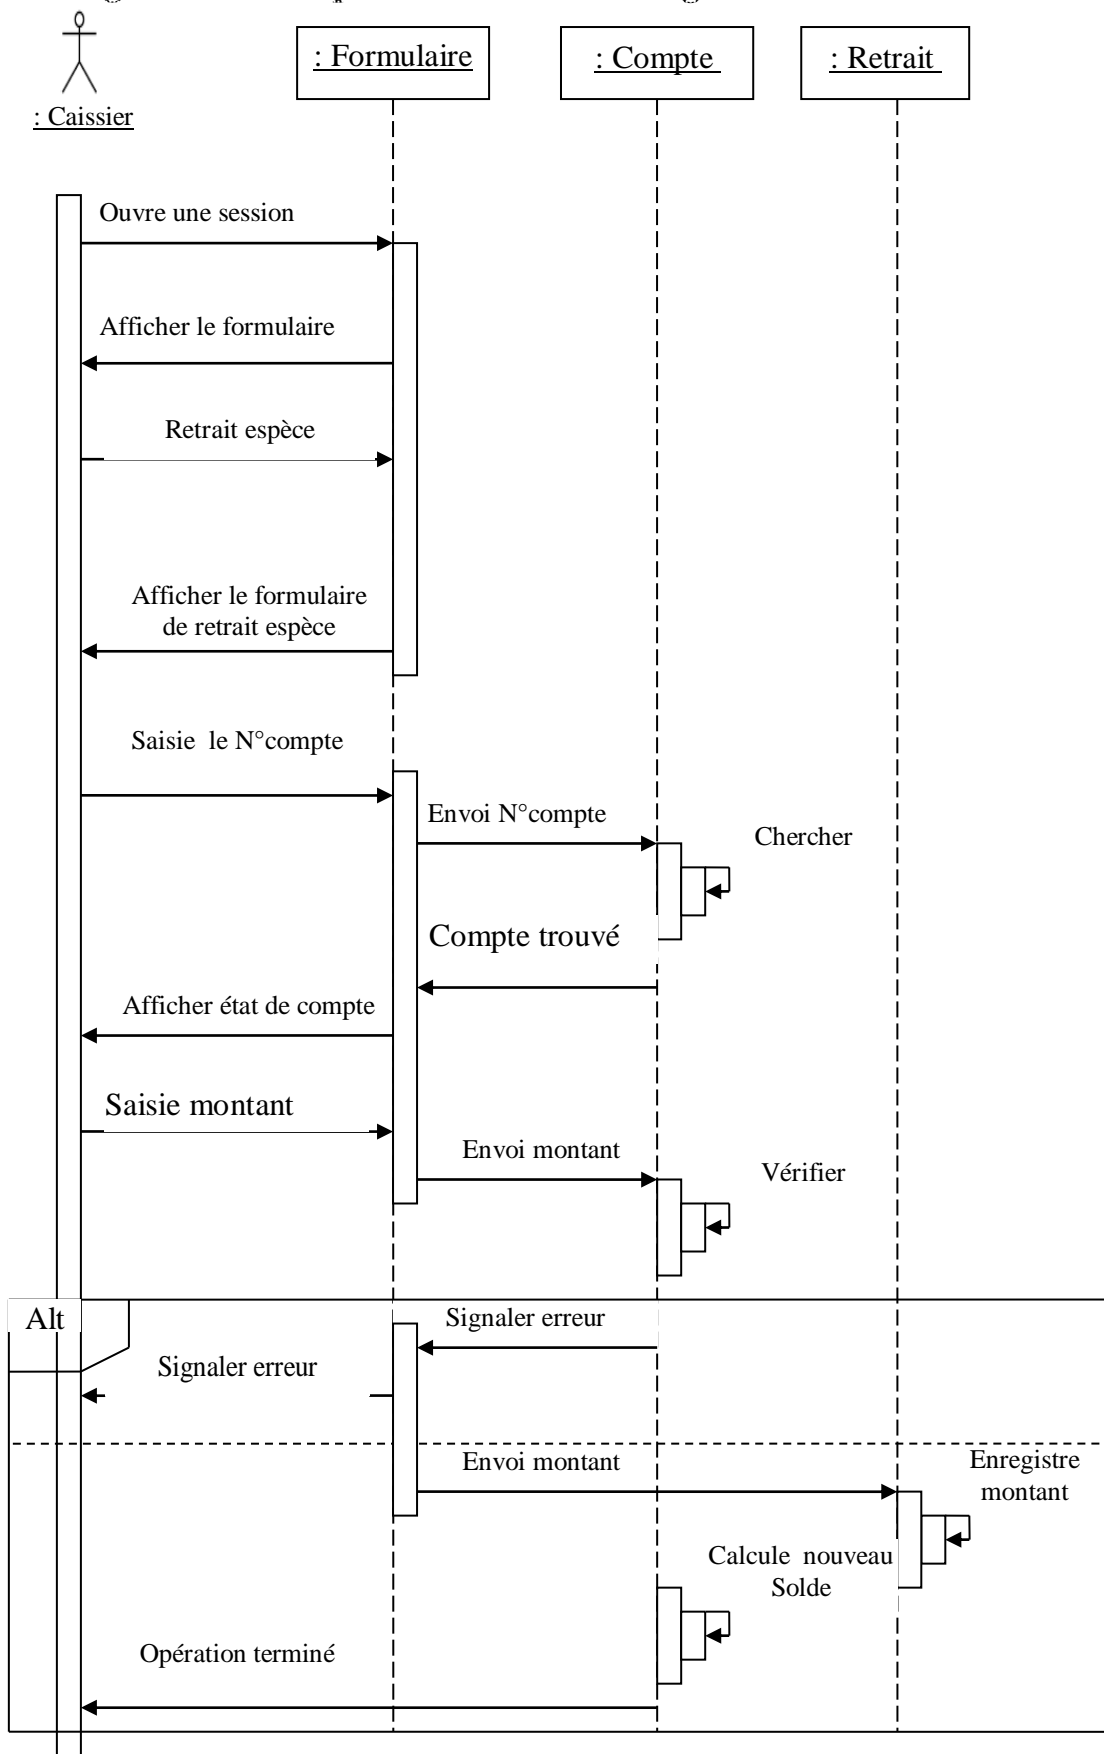 : Caissier
: Formulaire
: Compte
: Retrait
Ouvre une session
Afficher le formulaire
Retrait espèce
Afficher le formulaire
de retrait espèce
Saisie le N°compte
Envoi N°compte
Chercher
Compte trouvé
Afficher état de compte
Saisie montant
Envoi montant
Vérifier
Alt
Signaler erreur
Signaler erreur
Envoi montant
Enregistre
montant
Calcule nouveau
Solde
Opération terminé